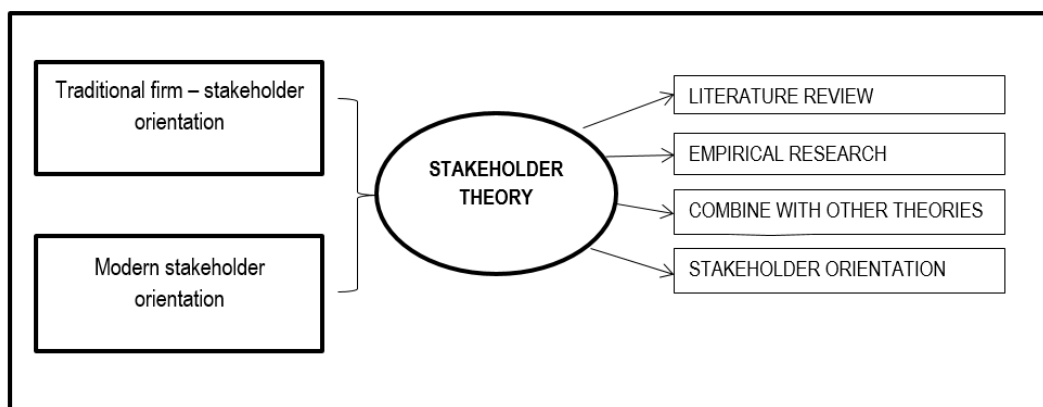 Traditional firm – stakeholder
orientation
Modern stakeholder
orientation
STAKEHOLDER
THEORY
LITERATURE REVIEW
EMPIRICAL RESEARCH
COMBINE WITH OTHER THEORIES
STAKEHOLDER ORIENTATION